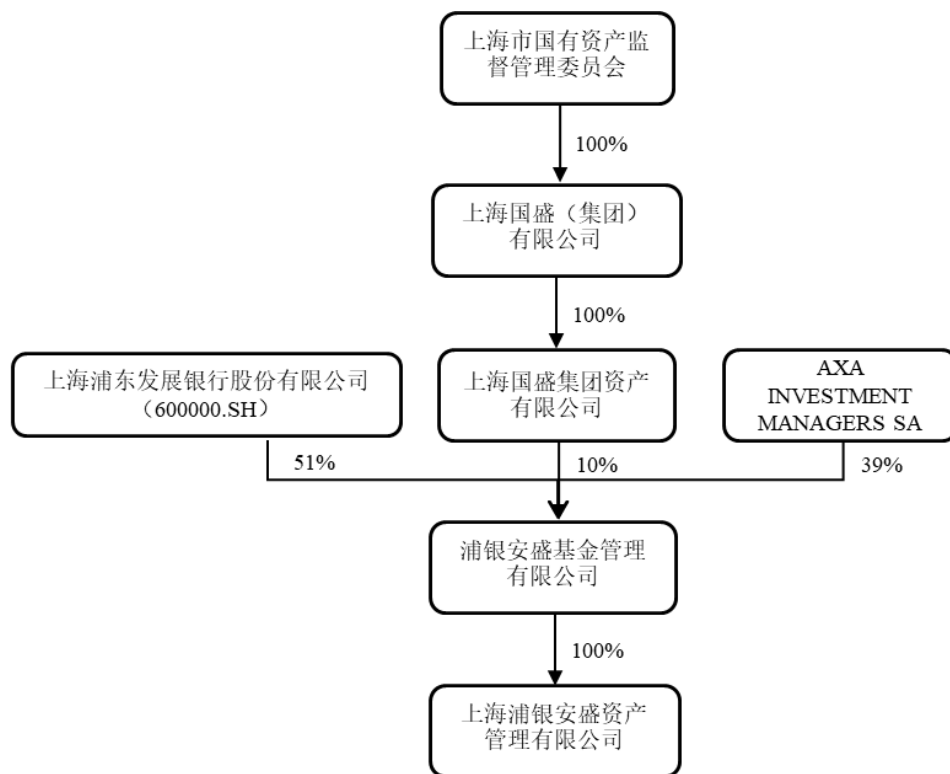 上海市国有资产监
督管理委员会
100%
上海国盛（集团）
有限公司
100%
上海浦东发展银行股份有限公司
（600000.SH）
上海国盛集团资产
有限公司
AXA
INVESTMENT
MANAGERS SA
51%
10%
39%
浦银安盛基金管理
有限公司
100%
上海浦银安盛资产
管理有限公司